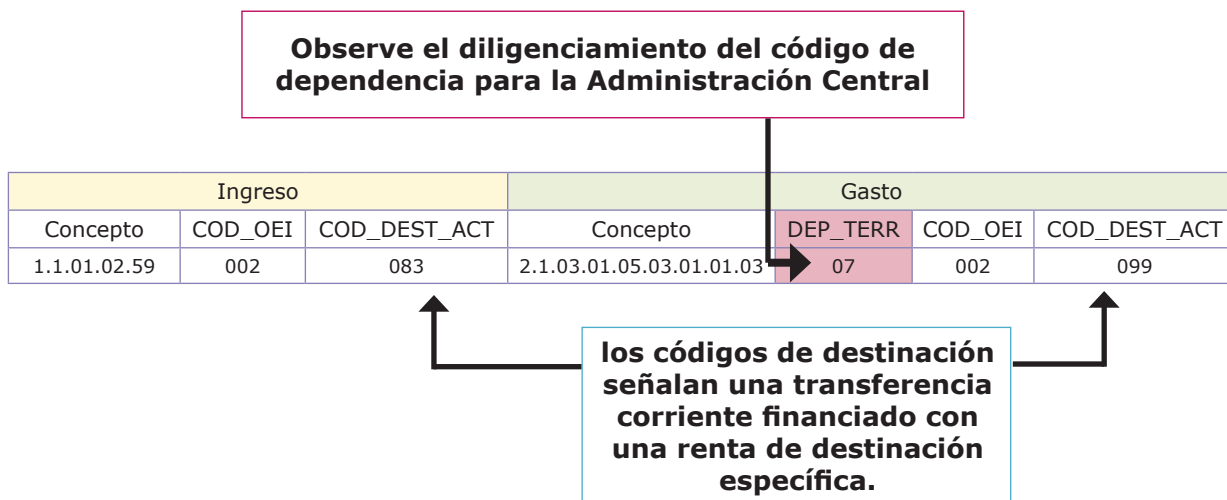 Observe el diligenciamiento del código de
dependencia para la Administración Central
Ingreso Gasto
Concepto COD_OEI COD_DEST_ACT Concepto DEP_TERR COD_OEI COD_DEST_ACT
1.1.01.02.59 002 083 2.1.03.01.05.03.01.01.03 07 002 099
los códigos de destinación
señalan una transferencia
corriente financiado con
una renta de destinación
específica.